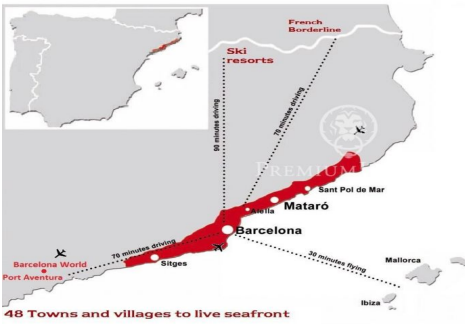 French
Borderline
Ski
resorts
90 minutes driving
70 minutes driving
PREMIUM
Sant Pol de Mar
Mataró
Alella
Barcelona
70 minutes driving
30 minutes flying
Barcelona World
Port Aventura
Sitges
Mallorca
Ibiza
48 Towns and villages to live seafront